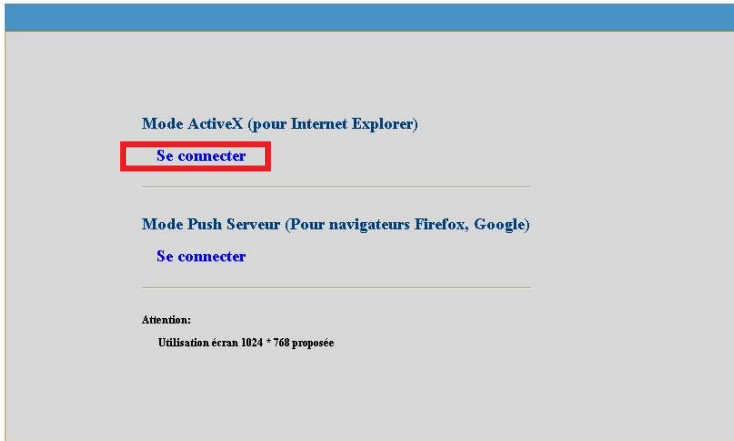 Mode ActiveX (pour Internet Explorer)
Se connecter
Mode Push Serveur (Pour navigateurs Firefox, Google)
Se connecter
Attention:
Utilisation écran 1024 * 768 proposée